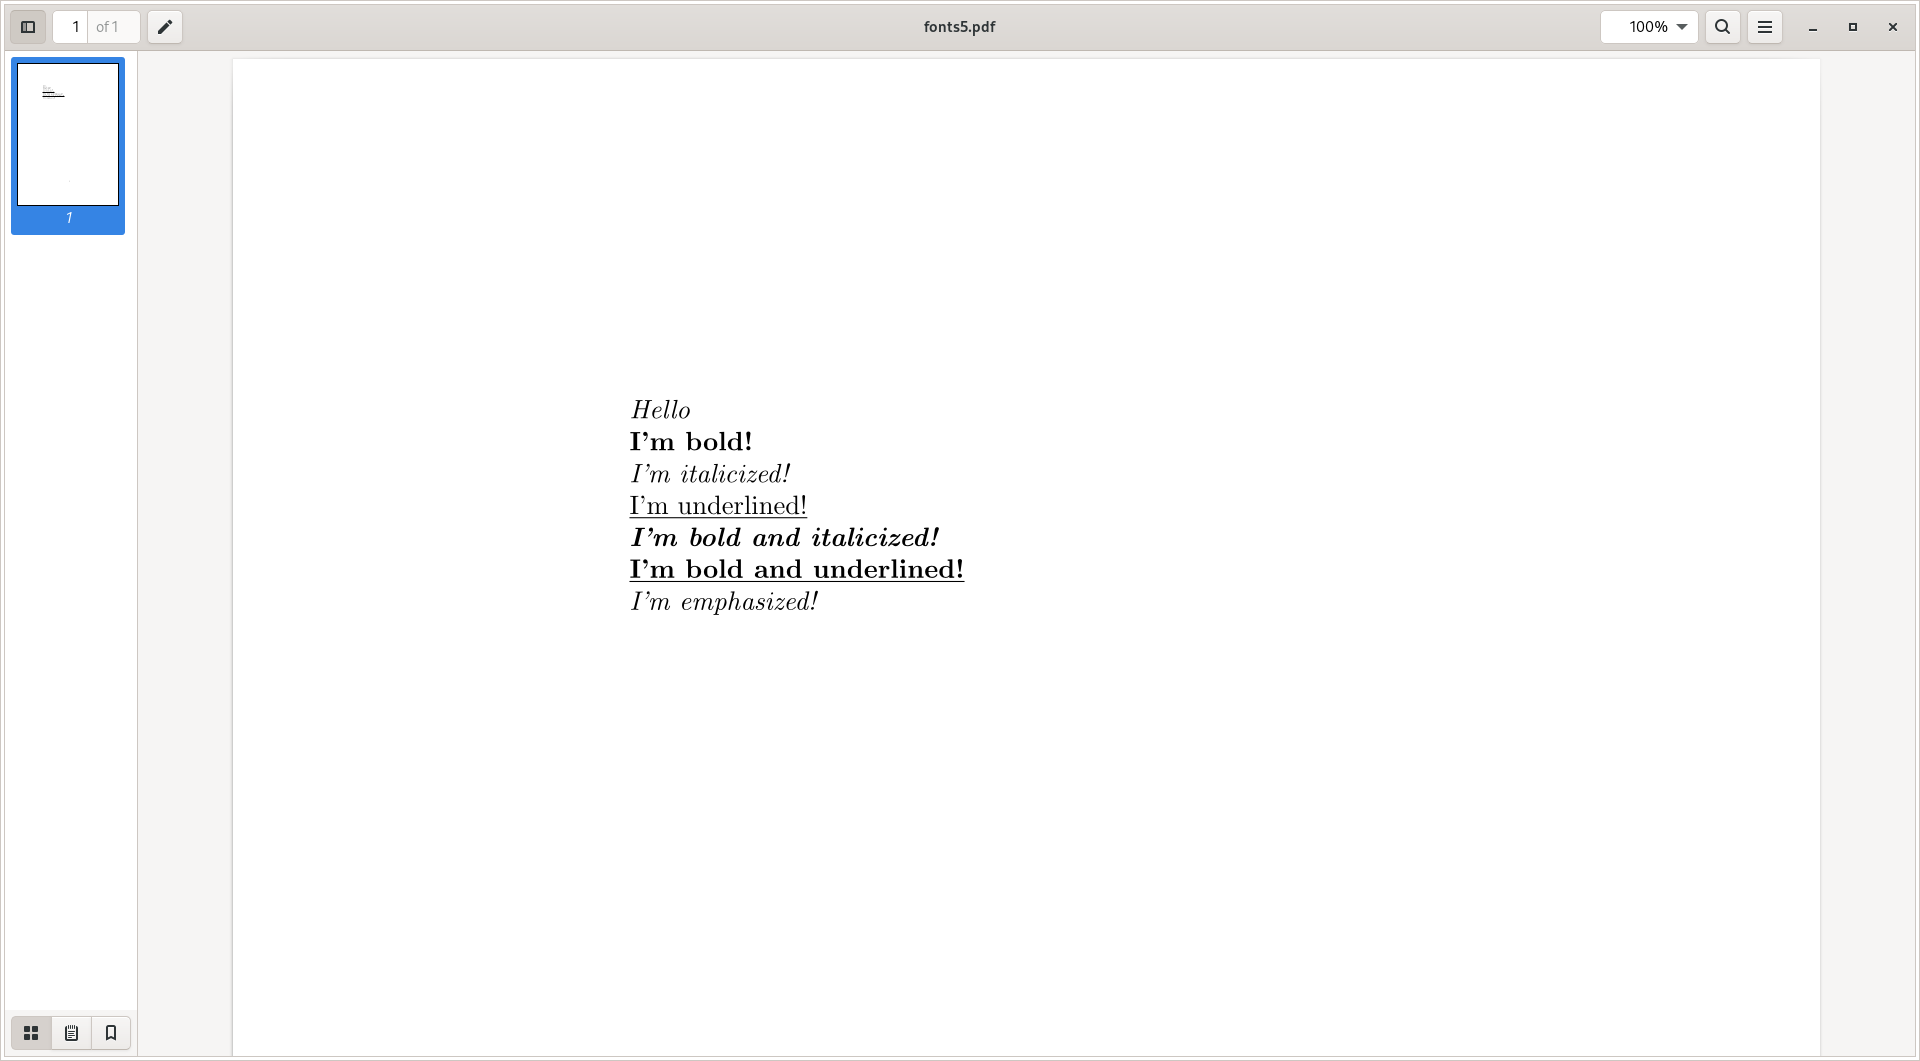 1 of 1
fonts5.pdf
100%
1
Hello
I'm bold!
I'm italicized!
I'm underlined!
I'm bold and italicized!
I'm bold and underlined!
I'm emphasized!